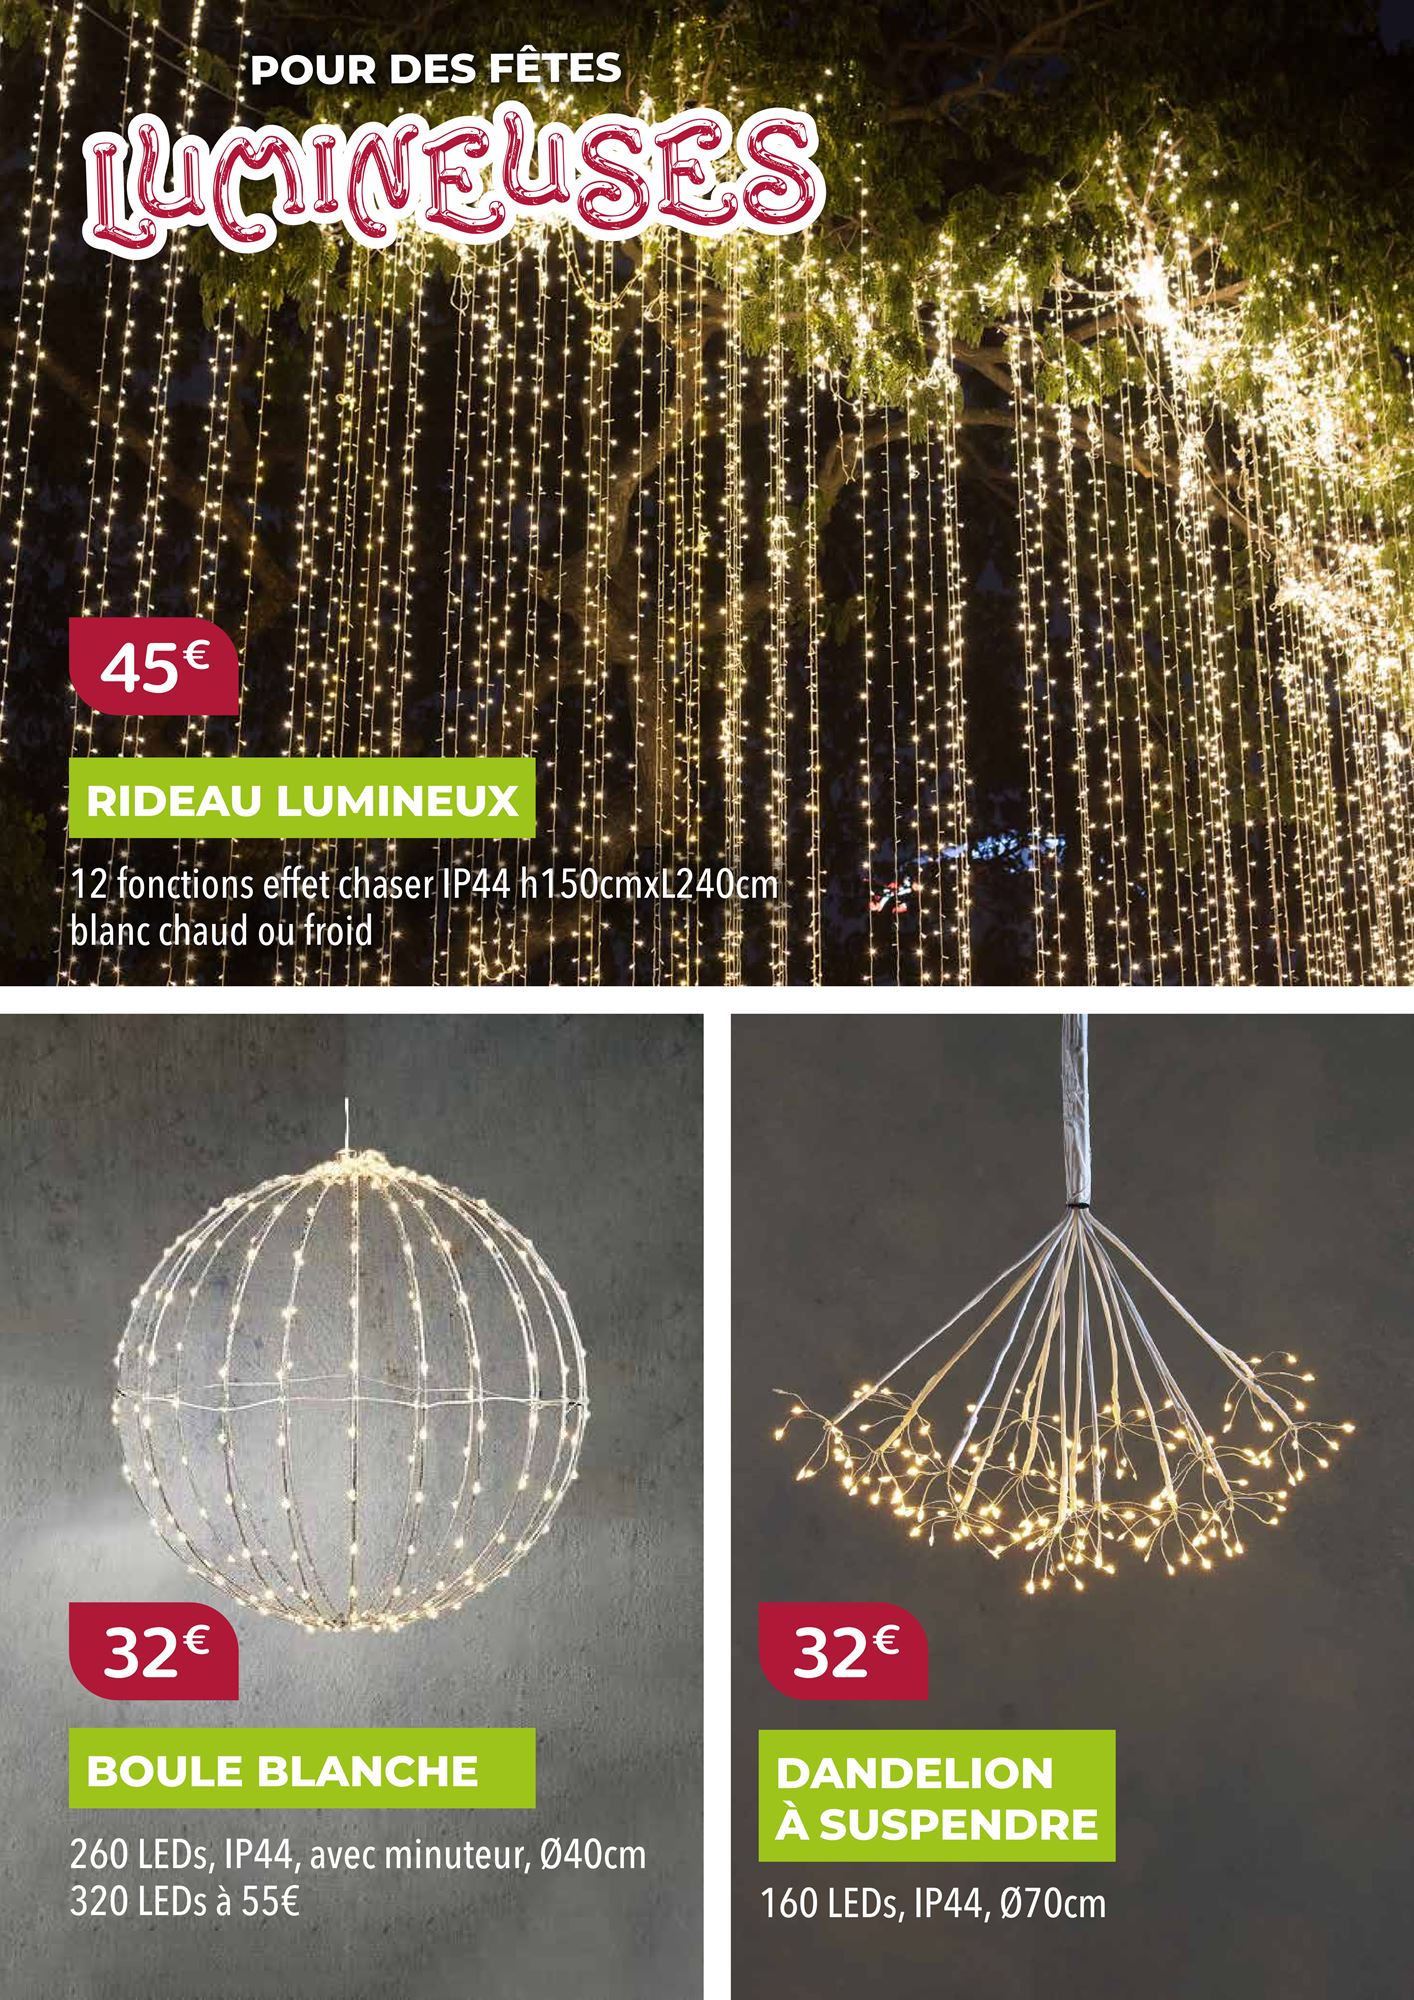 POUR DES FÊTES
LUMINEUSES
45€
RIDEAU LUMINEUX
12 fonctions effet chaser IP44 h150cmxL240cm
blanc chaud ou froid
32€
BOULE BLANCHE
260 LEDs, IP44, avec minuteur, Ø40cm
320 LEDs à 55€
32€
DANDELION
À SUSPENDRE
160 LEDs, IP44, Ø70cm